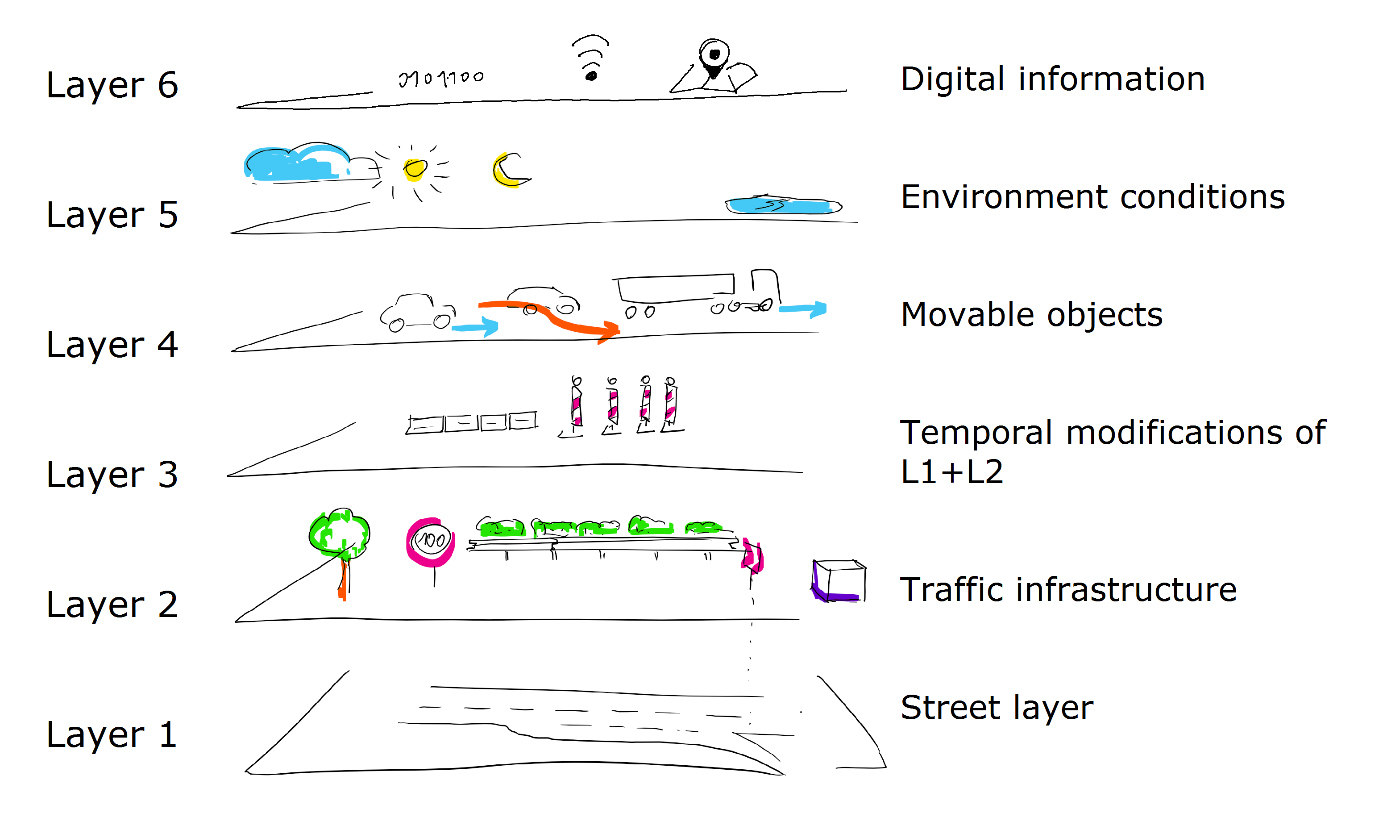 Layer 6
0101100
Digital information
Layer 5
Environment conditions
Layer 4
Movable objects
Layer 3
Temporal modifications of
L1+L2
100
Layer 2
Traffic infrastructure
Layer 1
Street layer